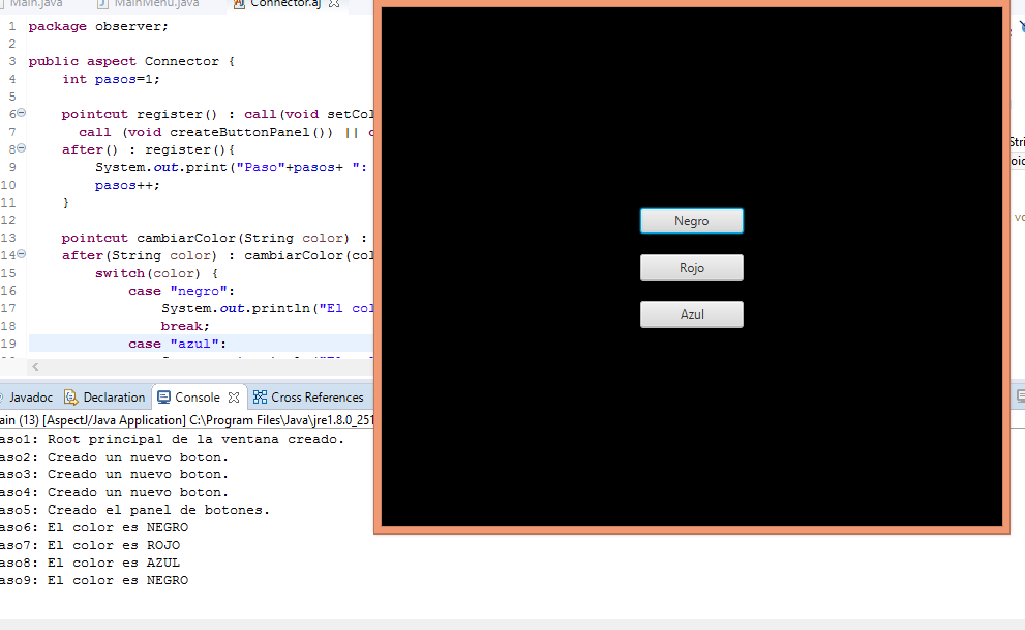 Main.java MainMenu.java Connector.aj
1 package observer;
2
3 public aspect Connector {
4 int pasos=1;
5
6 pointcut register() : call(void setCol
7 call (void createButtonPanel()) || c
8 after() : register(){
9 System.out.print("Paso"+pasos+ ":
10 pasos++;
11 }
12
13 pointcut cambiarColor(String color) :
14 after(String color) : cambiarColor(col
15 switch(color) {
16 case "negro":
17 System.out.println("El col
18 break;
19 case "azul":
Negro
Rojo
Azul
Stri
oid
vo
Javadoc Declaration Console Cross References
ain (13) [AspectJ/Java Application] C:\Program Files\Java\jre1.8.0_251
aso1: Root principal de la ventana creado.
aso2: Creado un nuevo boton.
aso3: Creado un nuevo boton.
aso4: Creado un nuevo boton.
aso5: Creado el panel de botones.
aso6: El color es NEGRO
aso7: El color es ROJO
aso8: El color es AZUL
aso9: El color es NEGRO